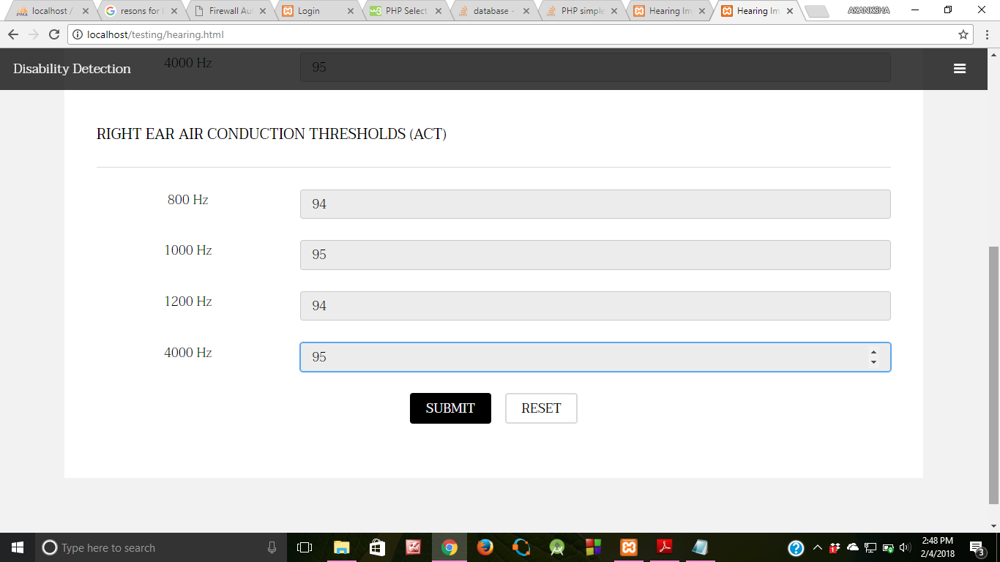 localhost /
resons for
Firewall Au
Login
PHP Select
database -
PHP simple
Hearing Im
Hearing Im
AKANKSHA
localhost/testing/hearing.html
Disability Detection
4000 Hz 95
RIGHT EAR AIR CONDUCTION THRESHOLDS (ACT)
800 Hz 94
1000 Hz 95
1200 Hz 94
4000 Hz 95
SUBMIT RESET
Type here to search
2:48 PM
2/4/2018
3